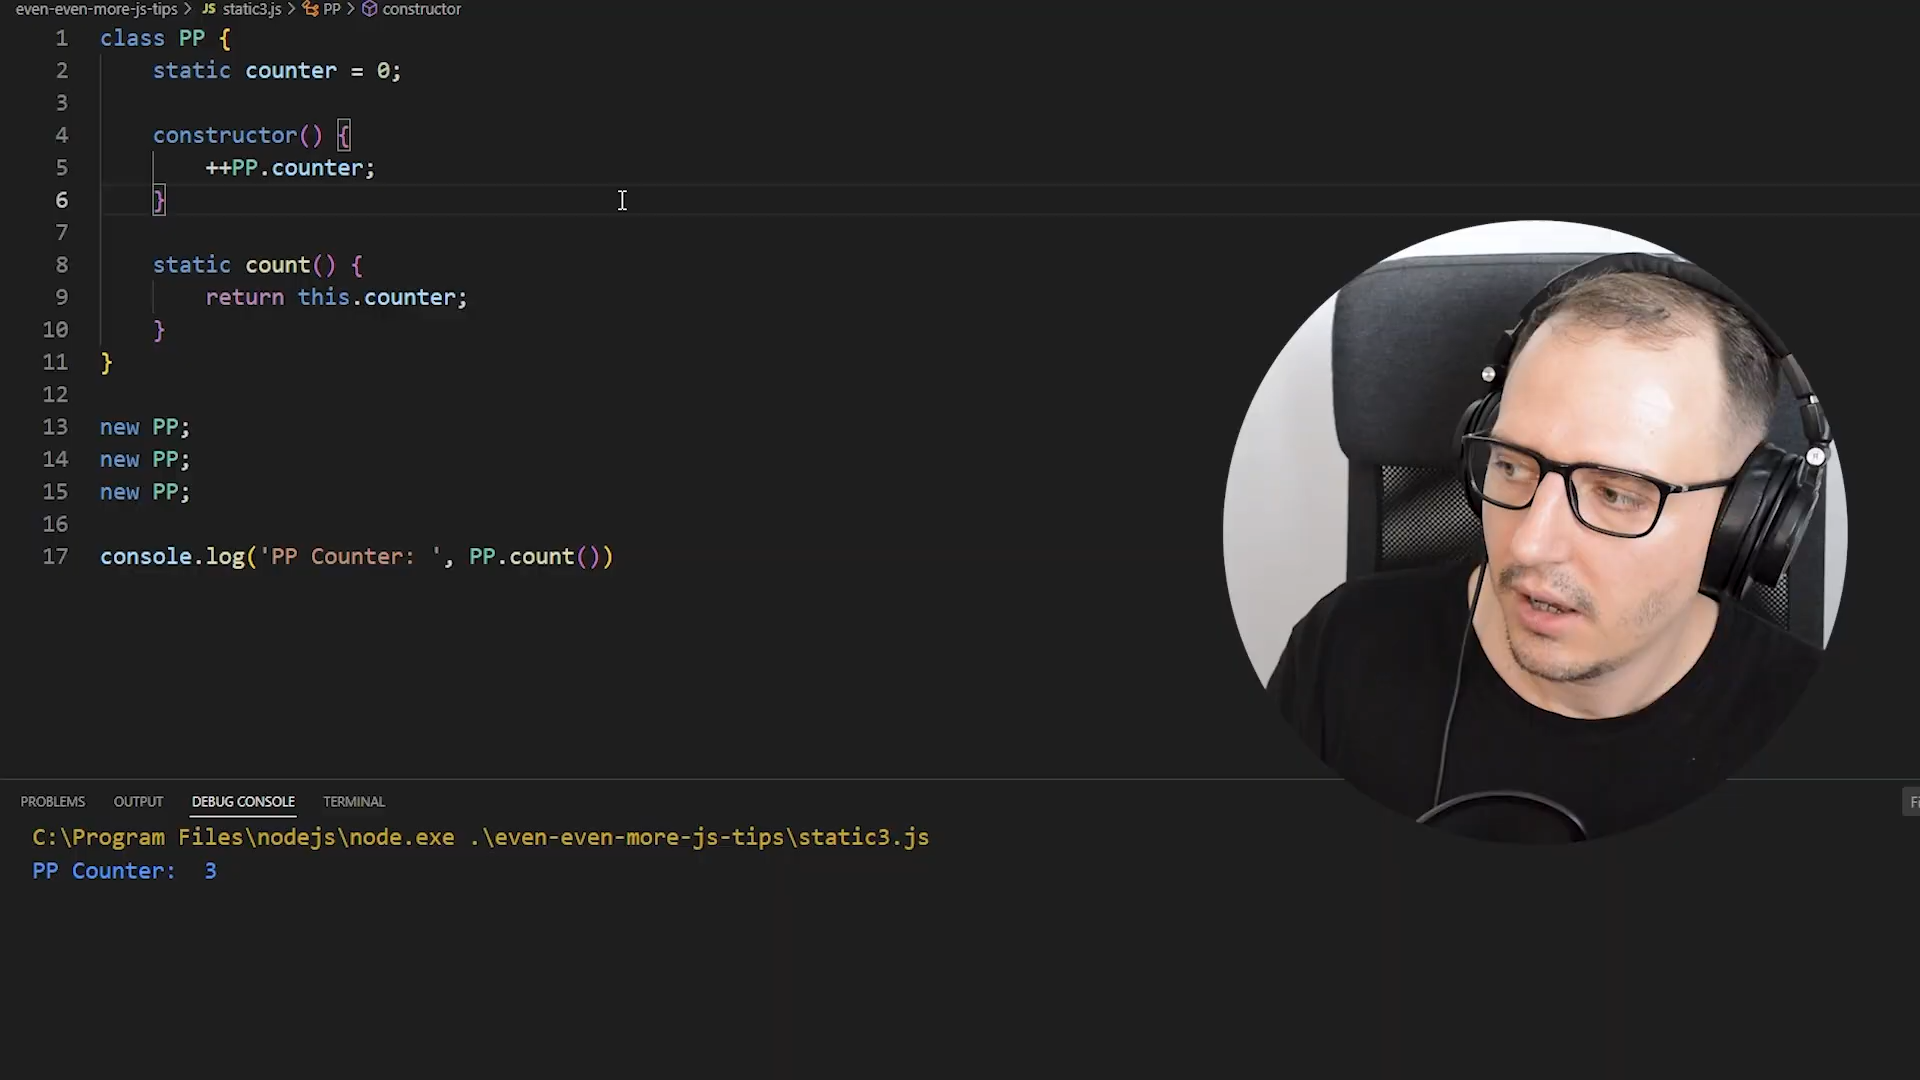 even-even-more-js-tips > JS static3.js > PP > constructor
1 class PP {
2 static counter = 0;
3
4 constructor() {
5 ++PP.counter;
6 }
7
8 static count() {
9 return this.counter;
10 }
11 }
12
13 new PP;
14 new PP;
15 new PP;
16
17 console.log('PP Counter: ', PP.count())
R
PROBLEMS OUTPUT DEBUG CONSOLE TERMINAL
C:\Program Files\nodejs\node.exe .\even-even-more-js-tips\static3.js
PP Counter:  3